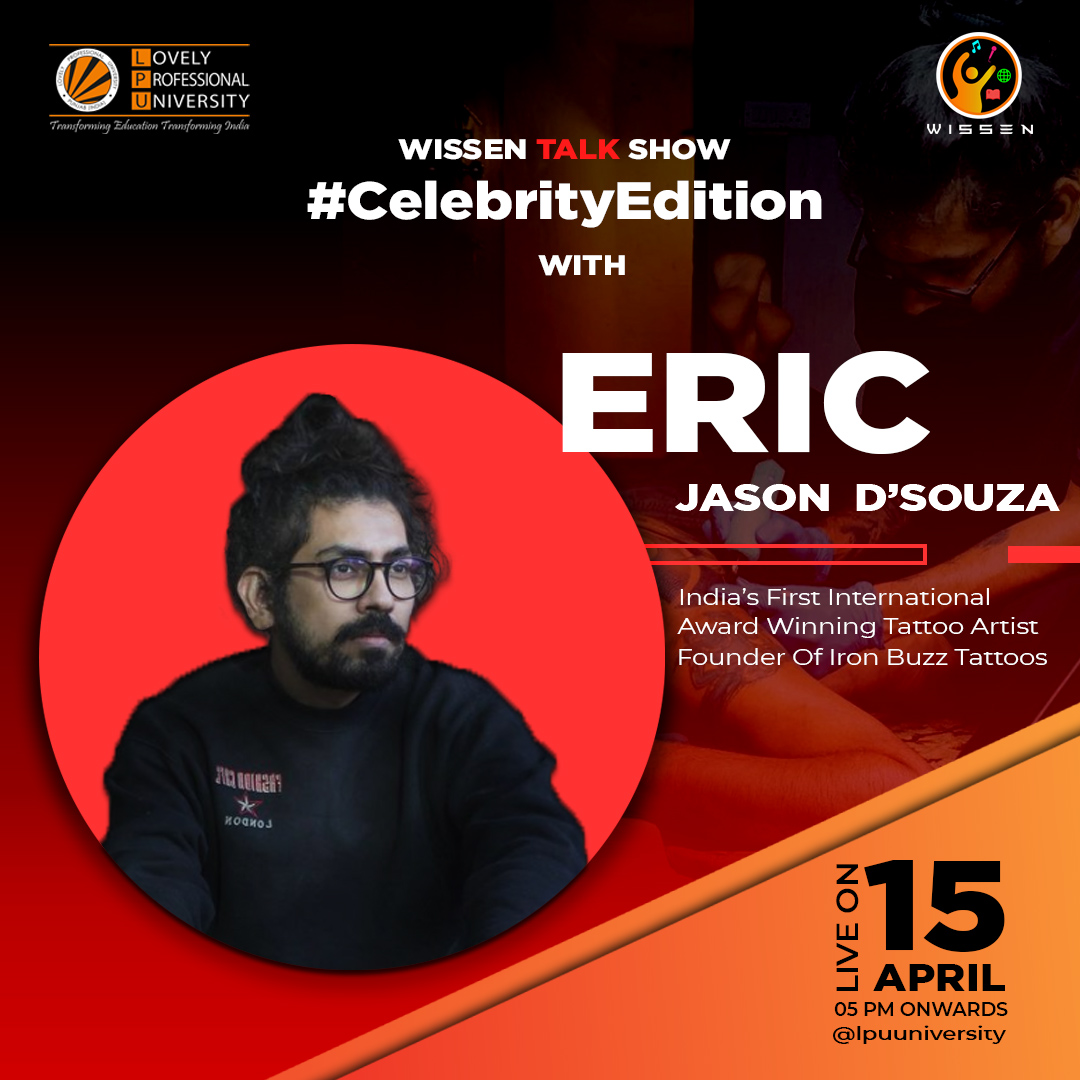 LOVELY
PROFESSIONAL
UNIVERSITY
Transforming Education Transforming India
WISSEN
WISSEN TALK SHOW
#CelebrityEdition
WITH
ERIC
JASON D'SOUZA
India's First International
Award Winning Tattoo Artist
Founder Of Iron Buzz Tattoos
LONDON
LIVE ON
15
APRIL
05 PM ONWARDS
@lpuuniversity